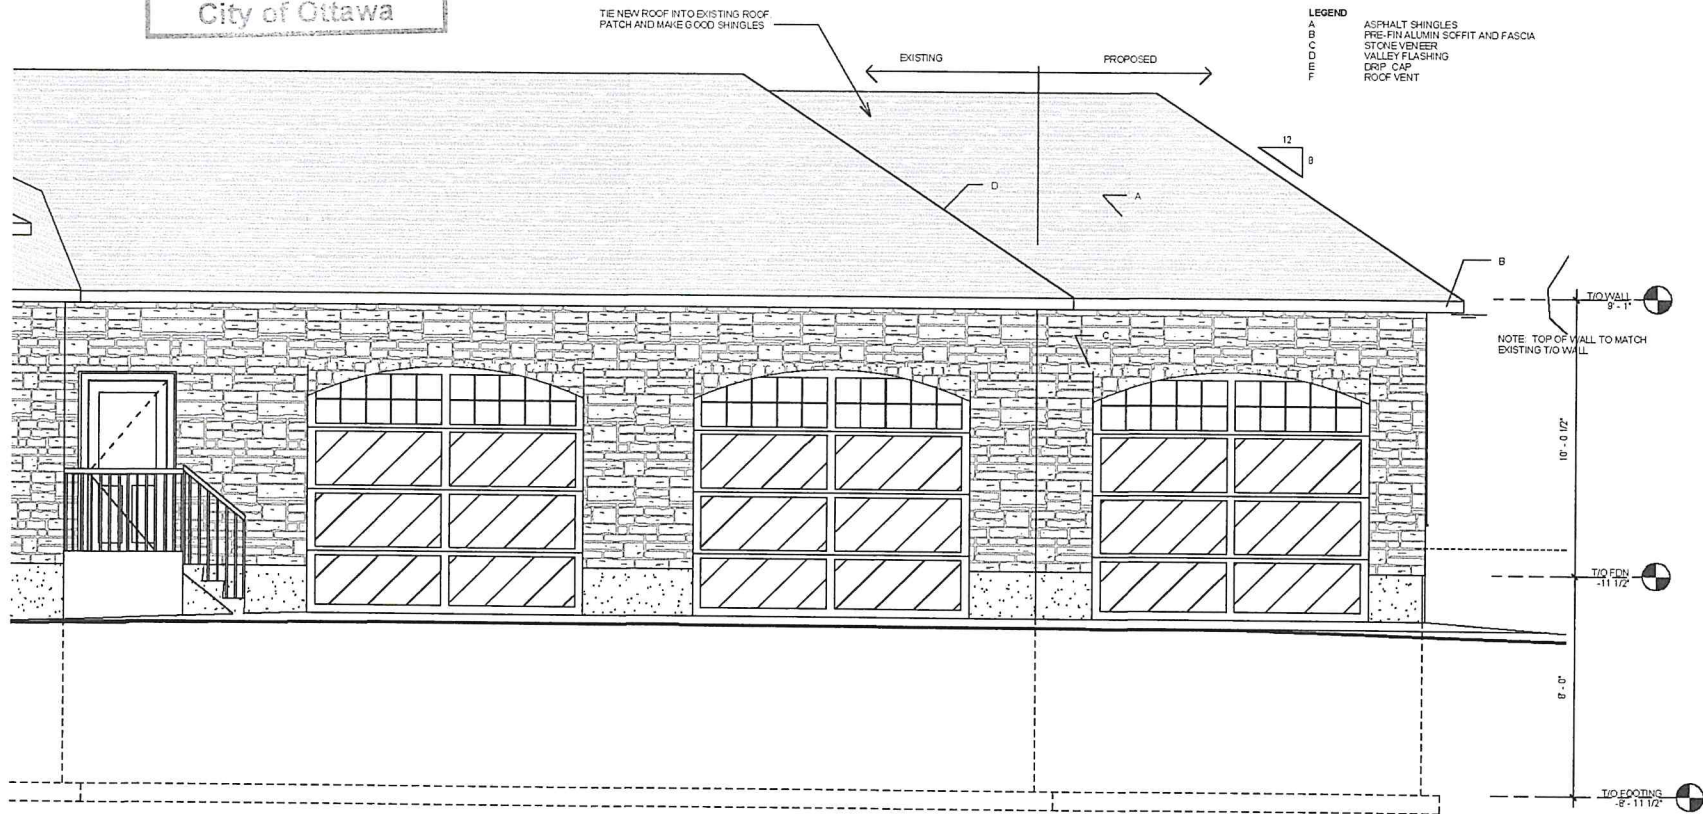 City of Ottawa
TIE NEW ROOF INTO EXISTING ROOF
PATCH AND MAKE GOOD SHINGLES
LEGEND
A ASPHALT SHINGLES
B PRE-FIN ALUMIN SOFFIT AND FASCIA
C STONE VENEER
D VALLEY FLASHING
E DRIP CAP
F ROOF VENT
EXISTING
PROPOSED
12
8
D
A
B
C
T/O WALL
9' - 1"
NOTE: TOP OF WALL TO MATCH
EXISTING T/O WALL
10' - 0 1/2"
T/O FDN
-11 1/2"
8' - 0"
T/O FOOTING
-8' - 11 1/2"